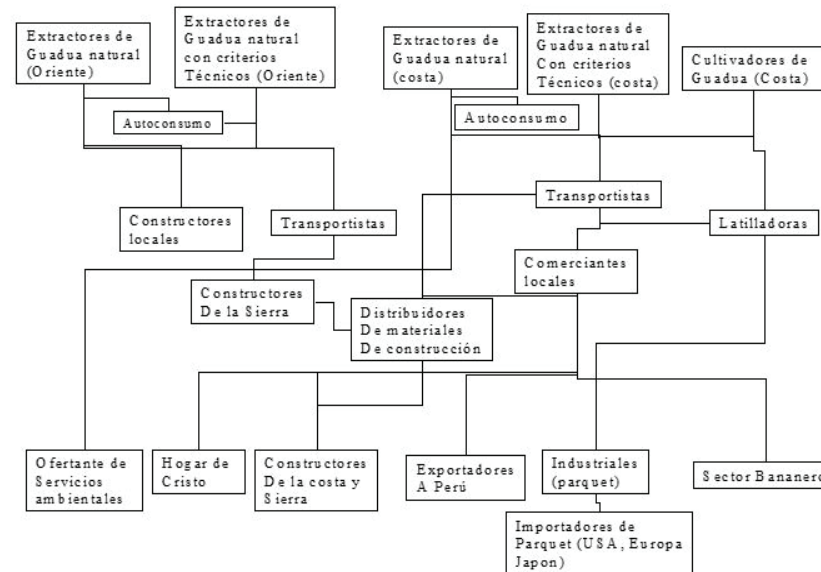 Extractores de
Guadua natural
(Oriente)
Extractores de
Guadua natural
con criterios
Técnicos (Oriente)
Extractores de
Guadua natural
(costa)
Extractores de
Guadua natural
Con criterios
Técnicos (costa)
Cultivadores de
Guadua (Costa)
Autoconsumo
Autoconsumo
Constructores
locales
Transportistas
Transportistas
Latilladoras
Comerciantes
locales
Constructores
De la Sierra
Distribuidores
De materiales
De construcción
Ofertante de
Servicios
ambientales
Hogar de
Cristo
Constructores
De la costa y
Sierra
Exportadores
A Perú
Industriales
(parquet)
Sector Bananero
Importadores de
Parquet (USA, Europa
Japon)